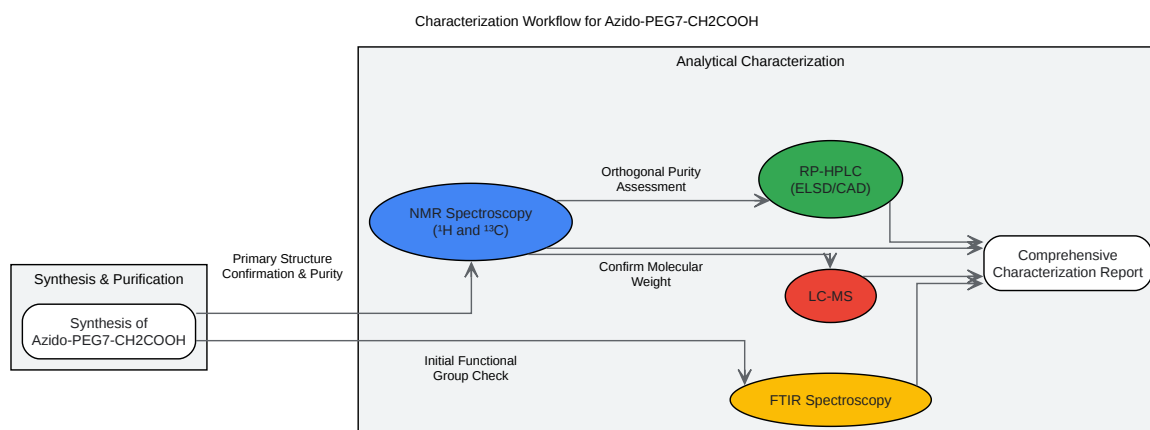 Characterization Workflow for Azido-PEG7-CH2COOH
Analytical Characterization
RP-HPLC
(ELSD/CAD)
Orthogonal Purity
Assessment
NMR Spectroscopy
(¹H and ¹³C)
Primary Structure
Confirmation & Purity
Confirm Molecular
Weight
Comprehensive
Characterization Report
Synthesis & Purification
LC-MS
Synthesis of
Azido-PEG7-CH2COOH
Initial Functional
Group Check
FTIR Spectroscopy